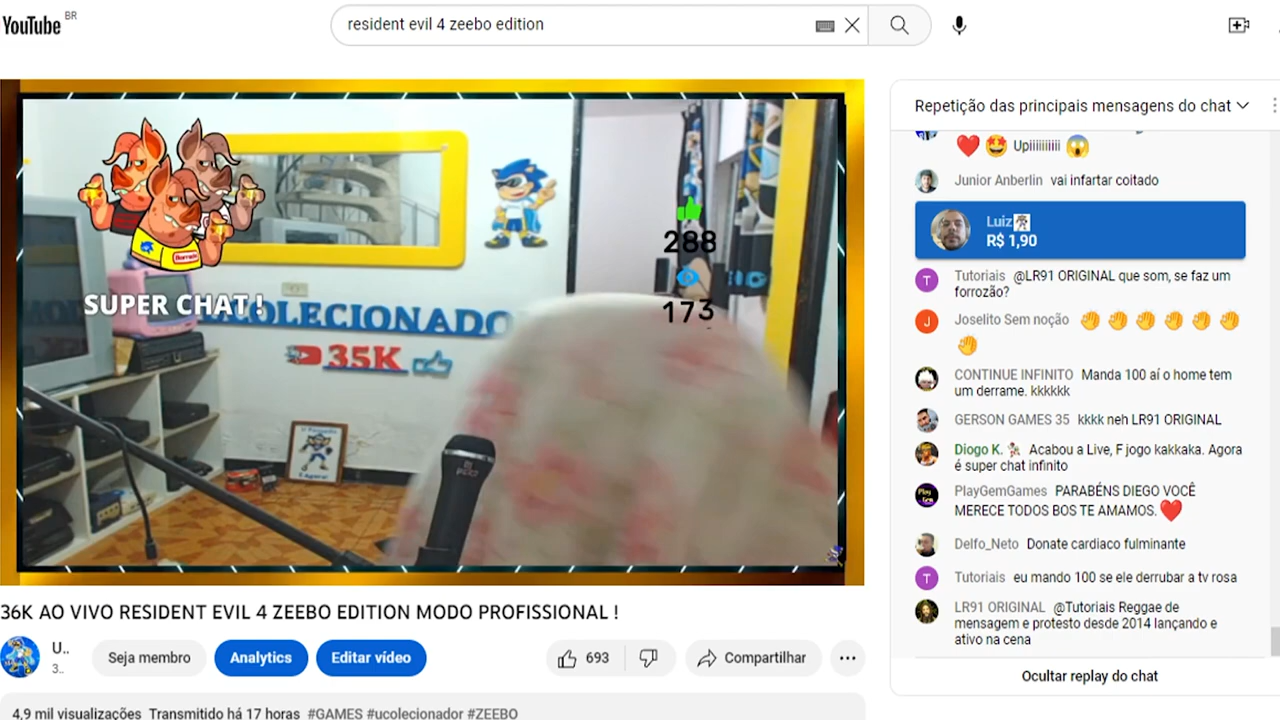 YouTube BR
resident evil 4 zeebo edition
SUPER CHAT !
288
173
UCOLECIONADO
35K
É Agora!
36K AO VIVO RESIDENT EVIL 4 ZEEBO EDITION MODO PROFISSIONAL !
U..
3..
Seja membro
Analytics
Editar vídeo
693
Compartilhar
4,9 mil visualizações Transmitido há 17 horas #GAMES #ucolecionador #ZEEBO
Repetição das principais mensagens do chat
❤️ 🤩 Upiiiiiiiiii 😱
Junior Anberlin vai infartar coitado
Luiz
R$ 1,90
T
Tutoriais @LR91 ORIGINAL que som, se faz um
forrozão?
J
Joselito Sem noção 👏 👏 👏 👏 👏 👏
👏
CONTINUE INFINITO Manda 100 aí o home tem
um derrame. kkkkkk
GERSON GAMES 35 kkkk neh LR91 ORIGINAL
Diogo K. Acabou a Live, F jogo kakkaka. Agora
é super chat infinito
PlayGemGames PARABÉNS DIEGO VOCÊ
MERECE TODOS BOS TE AMAMOS. ❤️
Delfo_Neto Donate cardiaco fulminante
T
Tutoriais eu mando 100 se ele derrubar a tv rosa
LR91 ORIGINAL @Tutoriais Reggae de
mensagem e protesto desde 2014 lançando e
ativo na cena
Ocultar replay do chat